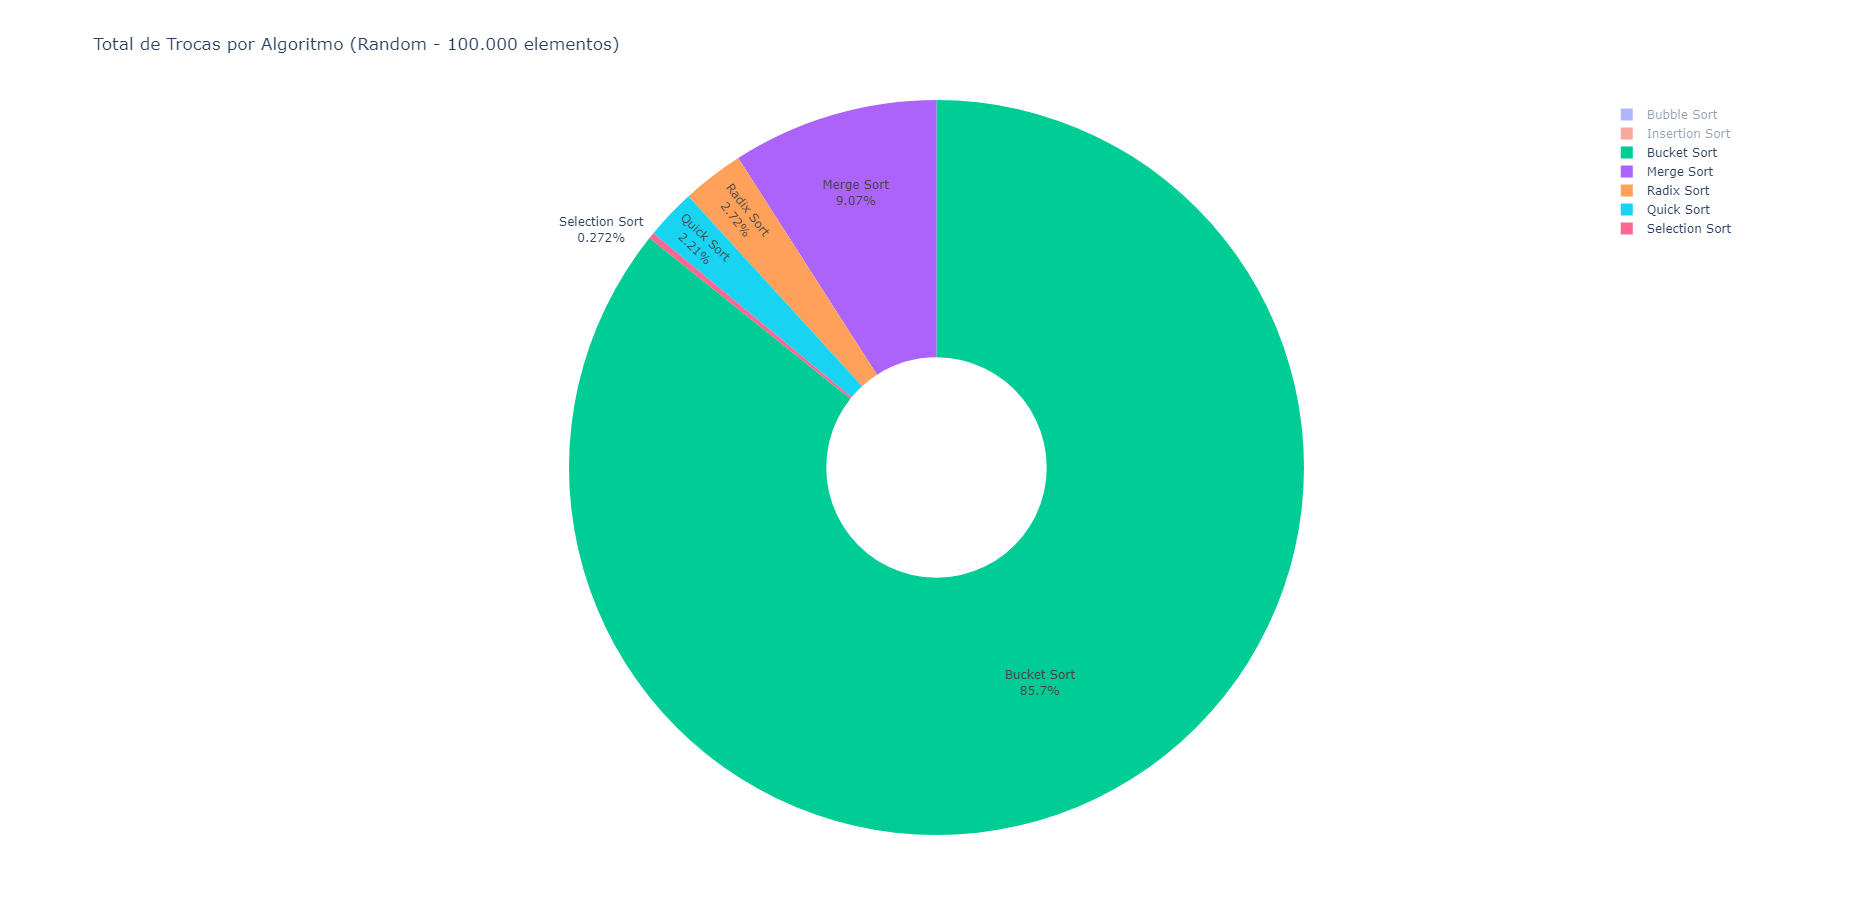 Total de Trocas por Algoritmo (Random - 100.000 elementos)
Bubble Sort
Insertion Sort
Bucket Sort
Merge Sort
Radix Sort
Quick Sort
Selection Sort
Merge Sort
9.07%
Radix Sort
2.72%
Quick Sort
2.21%
Selection Sort
0.272%
Bucket Sort
85.7%